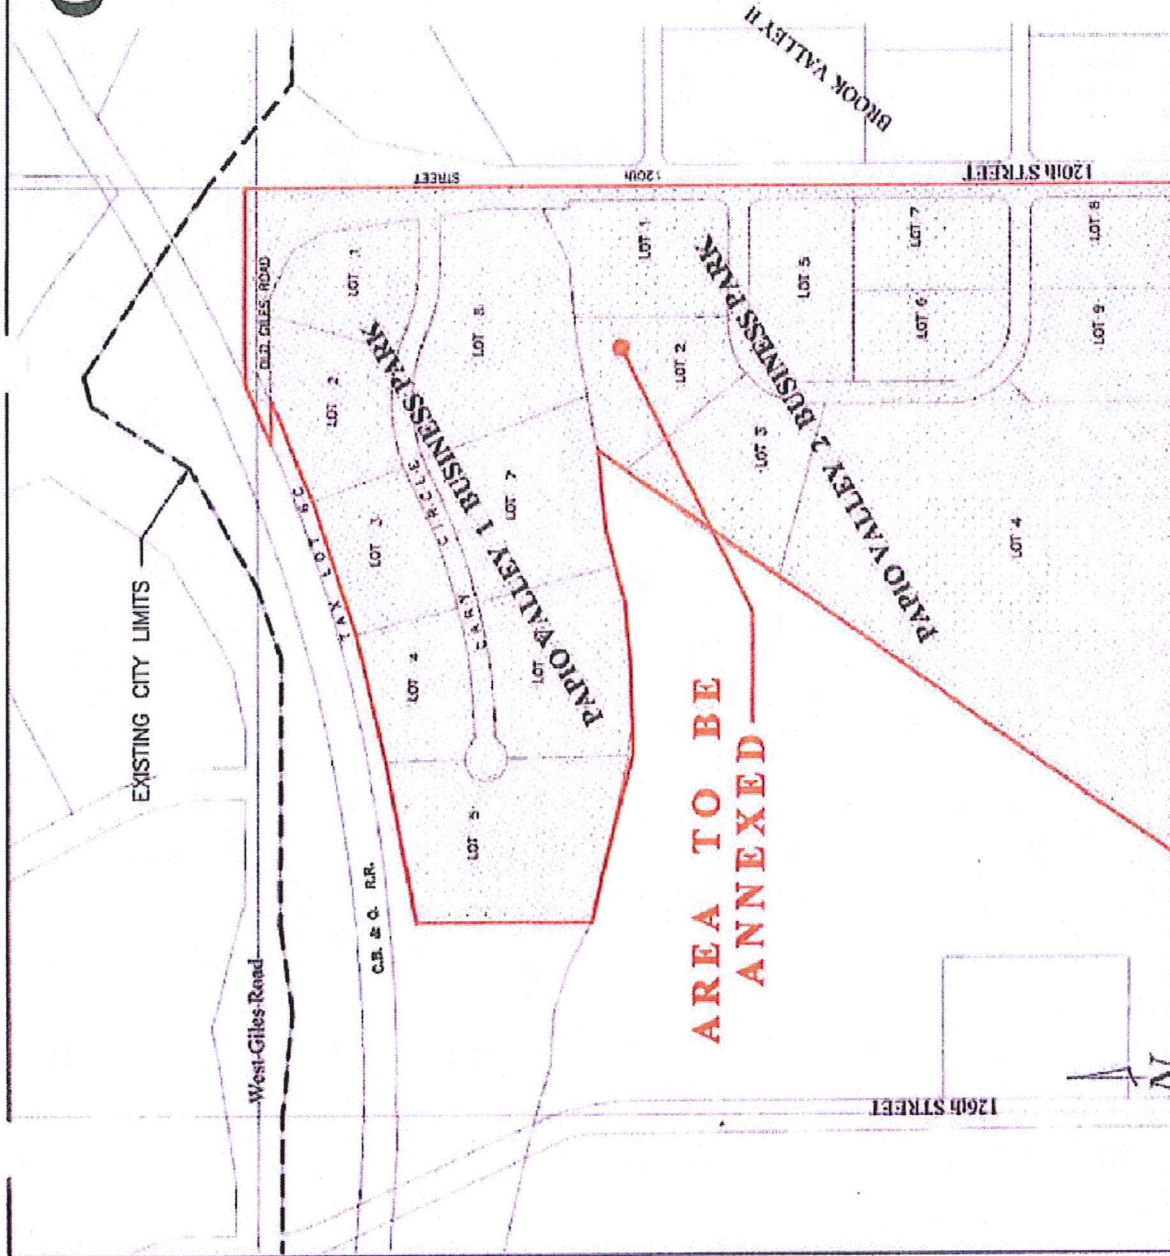 EXISTING CITY LIMITS
West Giles Road
C.B. & Q. R.R.
TAX LOT 6C
OLD GILES ROAD
120th
STREET
120th STREET
126th STREET
BROOK VALLEY II
PAPIO VALLEY 1 BUSINESS PARK
LOT 1
LOT 2
LOT 3
LOT 4
LOT 5
LOT
LOT 7
LOT 8
CARY CIRCLE
PAPIO VALLEY 2 BUSINESS PARK
LOT 1
LOT 2
LOT 3
LOT 4
LOT 5
LOT 6
LOT 7
LOT 8
LOT 9
AREA TO BE
ANNEXED
N